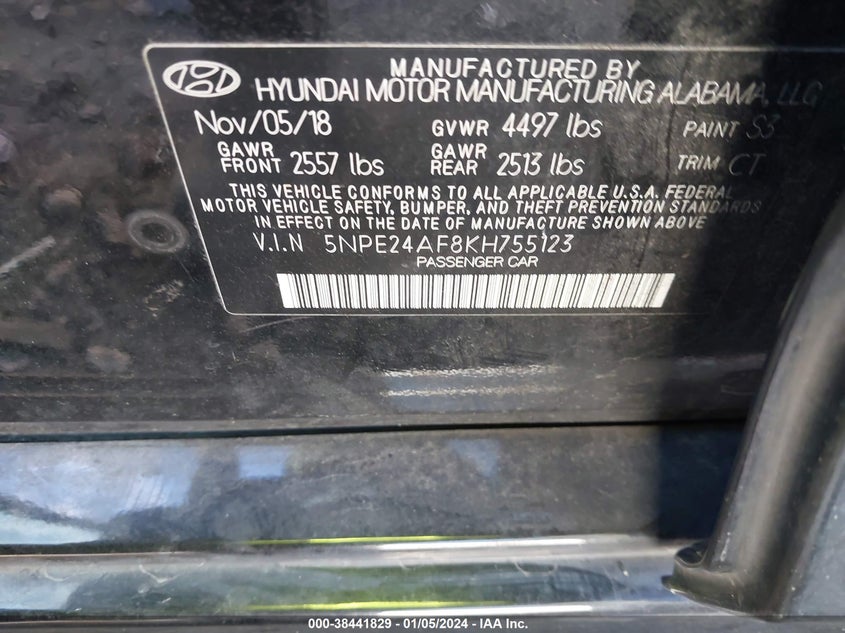 MANUFACTURED BY
HYUNDAI MOTOR MANUFACTURING ALABAMA, LLC
Nov/05/18 GVWR 4497 lbs PAINT S3
GAWR FRONT 2557 lbs GAWR REAR 2513 lbs TRIM CT
THIS VEHICLE CONFORMS TO ALL APPLICABLE U.S.A. FEDERAL
MOTOR VEHICLE SAFETY, BUMPER, AND THEFT PREVENTION STANDARDS
IN EFFECT ON THE DATE OF MANUFACTURE SHOWN ABOVE
V.I.N 5NPE24AF8KH755123
PASSENGER CAR
000-38441829 - 01/05/2024 - IAA Inc.